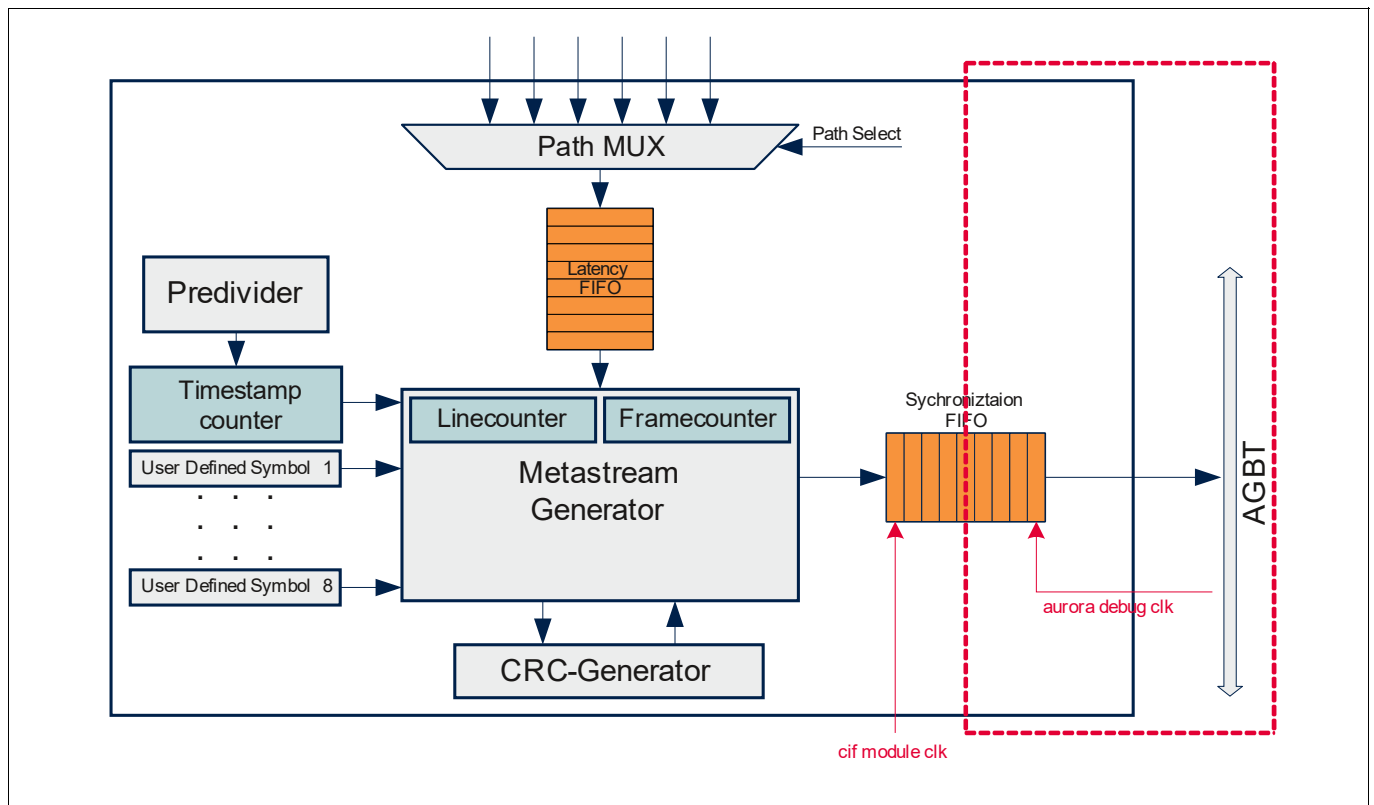 Path MUX
Path Select
Latency
FIFO
Predivider
Timestamp
counter
Linecounter
Framecounter
Sychroniztaion
FIFO
User Defined Symbol 1
Metastream
Generator
AGBT
User Defined Symbol 8
aurora debug clk
CRC-Generator
cif module clk